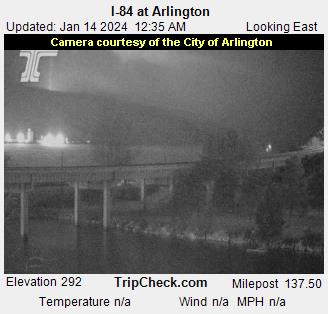 I-84 at Arlington
Updated: Jan 14 2024 12:35 AM Looking East
Camera courtesy of the City of Arlington
Elevation 292 TripCheck.com Milepost 137.50
Temperature n/a Wind n/a MPH n/a